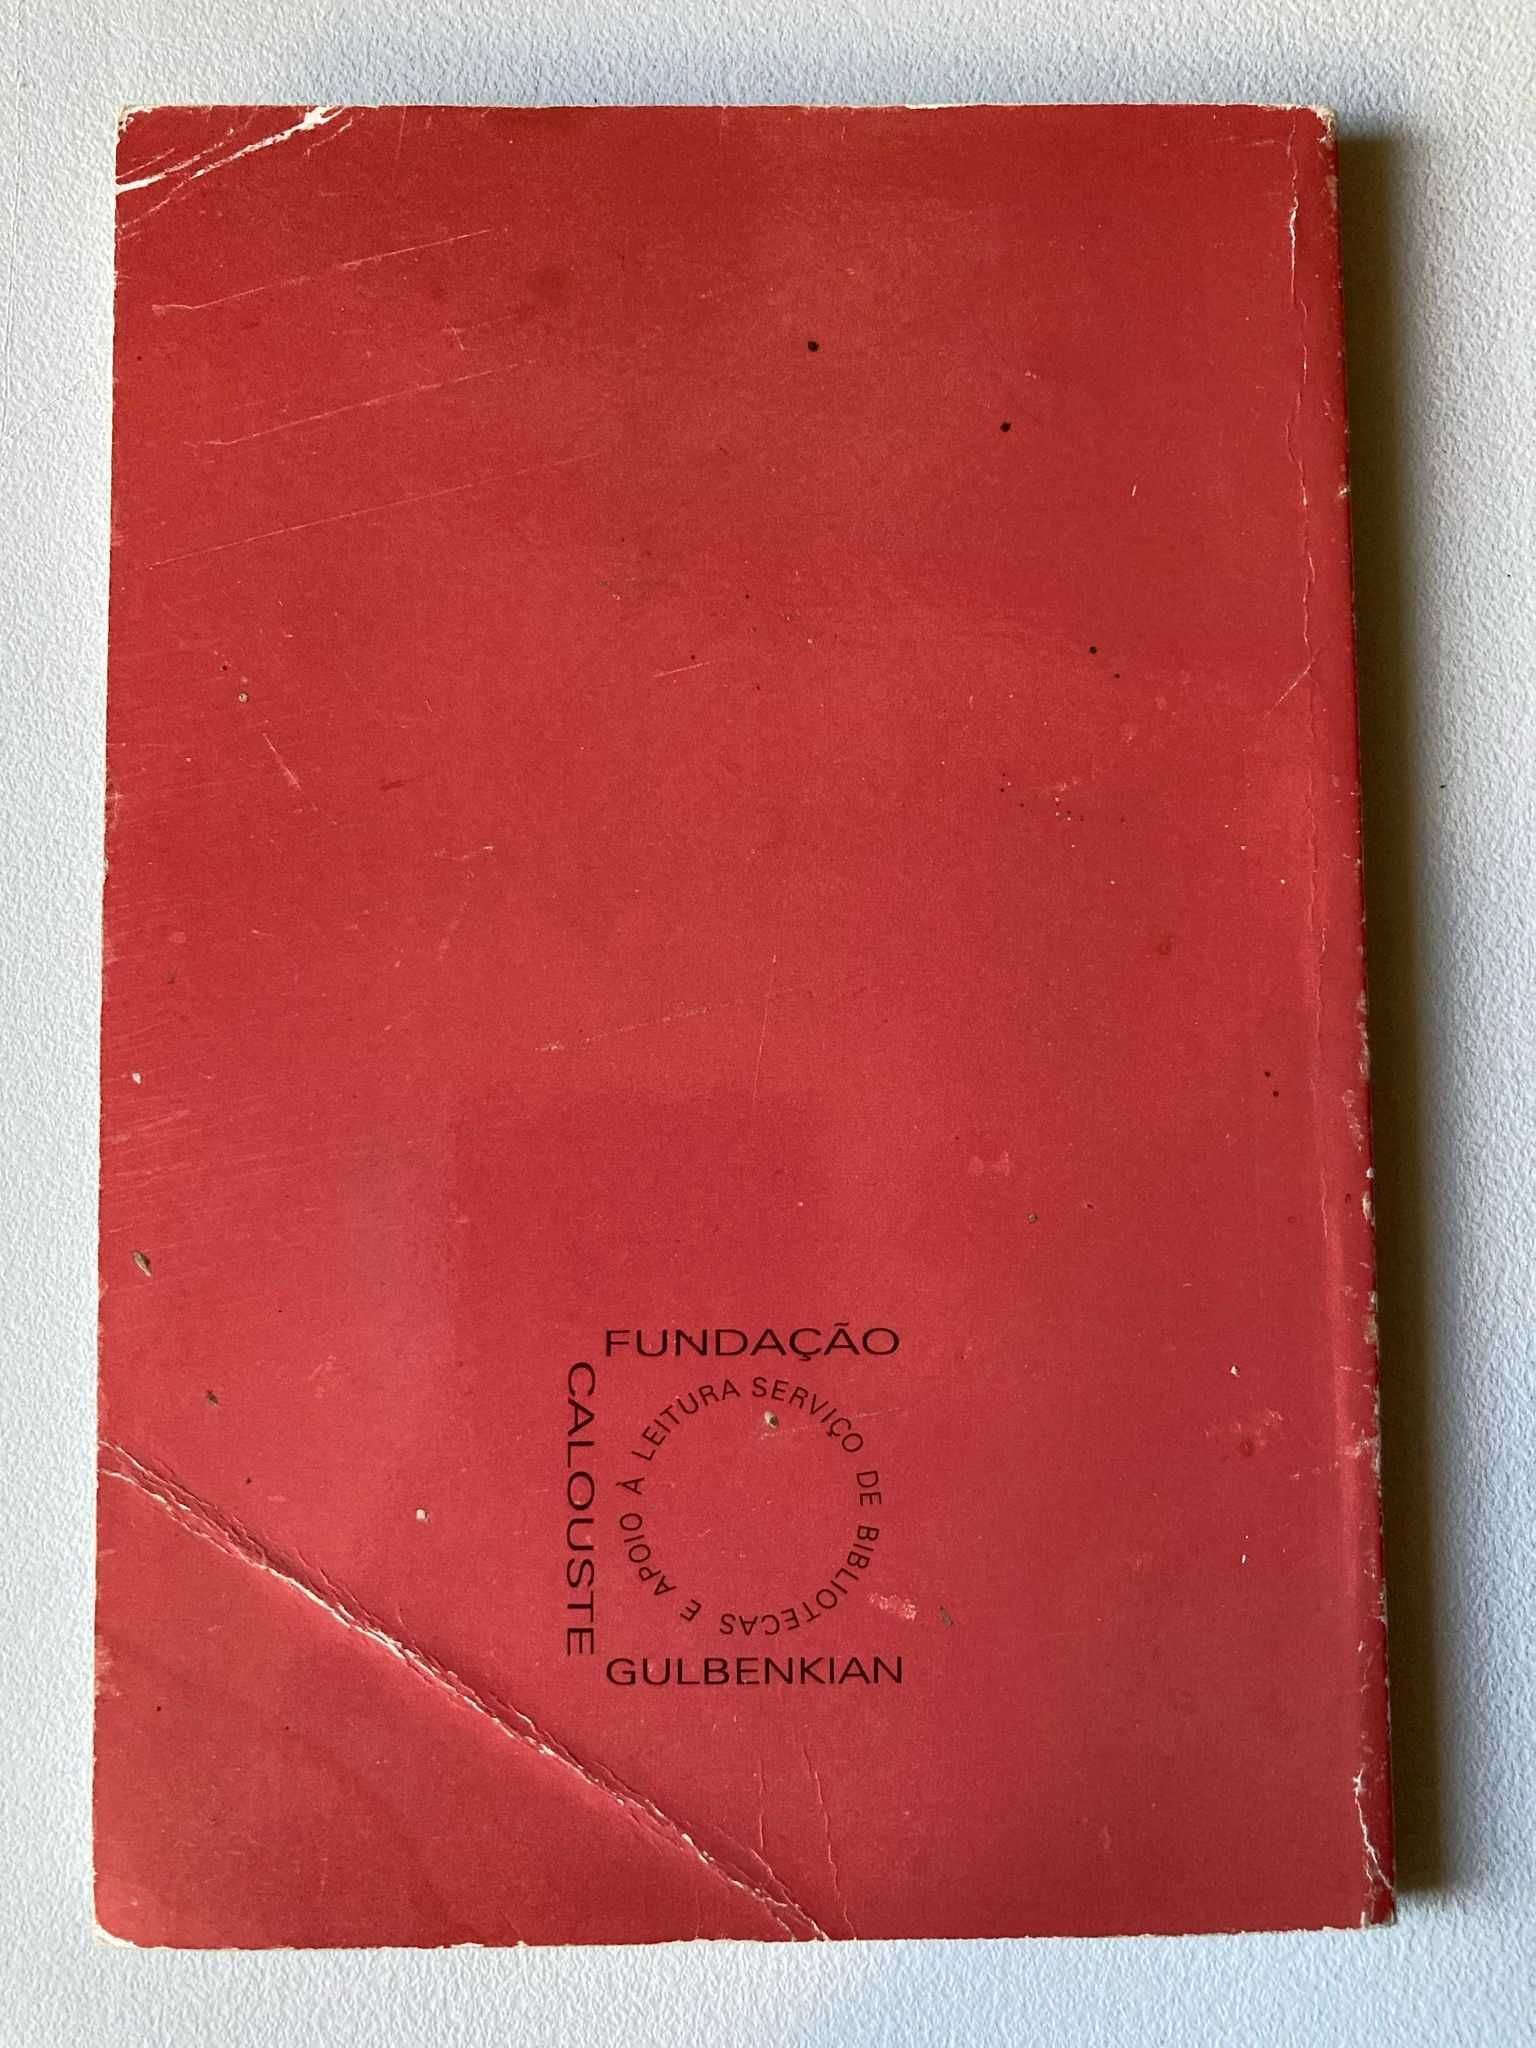 FUNDAÇÃO
CALOUSTE
GULBENKIAN
SERVIÇO DE BIBLIOTECAS E APOIO À LEITURA